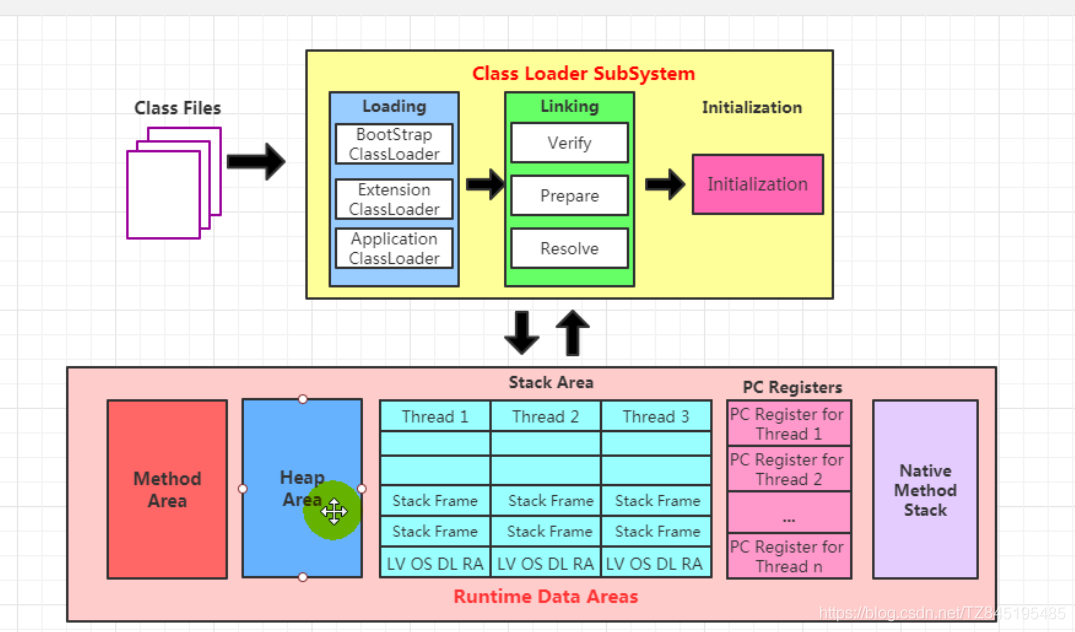 Class Loader SubSystem
Class Files
Loading
BootStrap
ClassLoader
Extension
ClassLoader
Application
ClassLoader
Linking
Verify
Prepare
Resolve
Initialization
Initialization
Method
Area
Heap
Area
Stack Area
Thread 1 Thread 2 Thread 3
Stack Frame Stack Frame Stack Frame
Stack Frame Stack Frame Stack Frame
LV OS DL RA LV OS DL RA LV OS DL RA
PC Registers
PC Register for
Thread 1
PC Register for
Thread 2
...
PC Register for
Thread n
Native
Method
Stack
Runtime Data Areas
https://blog.csdn.net/TZ845195485